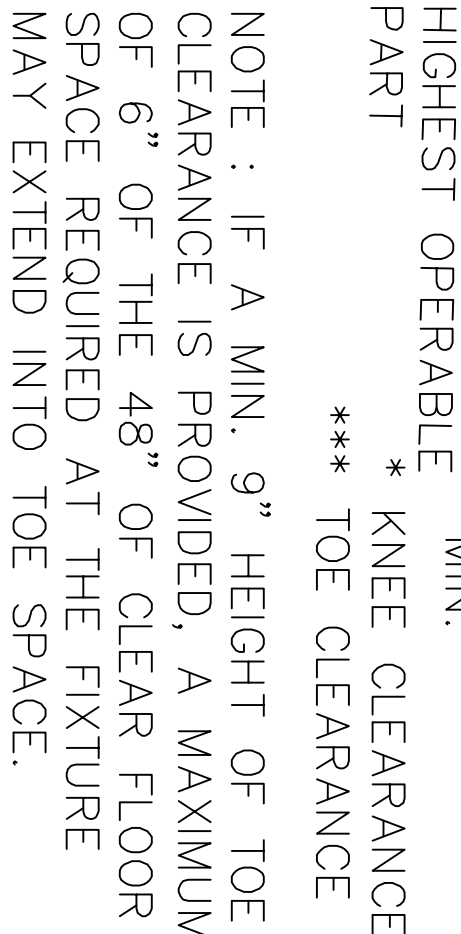 HIGHEST OPERABLE
PART
MIN.
* KNEE CLEARANCE
*** TOE CLEARANCE
NOTE : IF A MIN. 9" HEIGHT OF TOE
CLEARANCE IS PROVIDED, A MAXIMUM
OF 6" OF THE 48" OF CLEAR FLOOR
SPACE REQUIRED AT THE FIXTURE
MAY EXTEND INTO TOE SPACE.